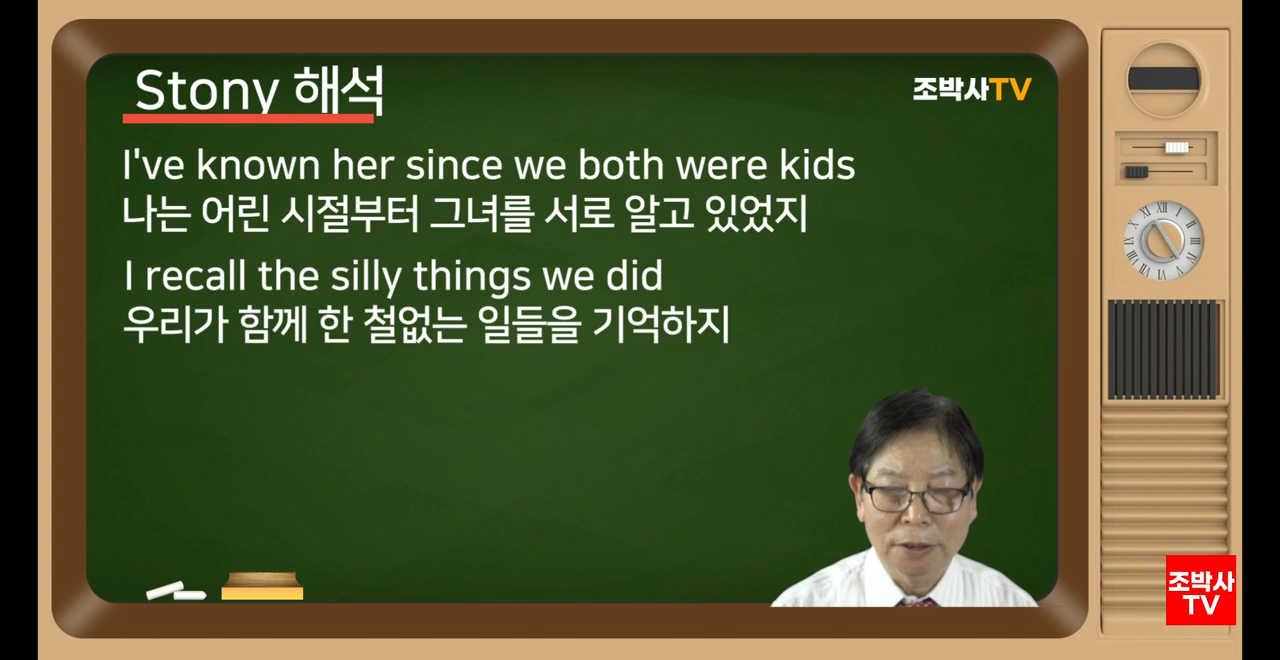 Stony 해석
조박사TV
I've known her since we both were kids
나는 어린 시절부터 그녀를 서로 알고 있었지
I recall the silly things we did
우리가 함께 한 철없는 일들을 기억하지
조박사
TV